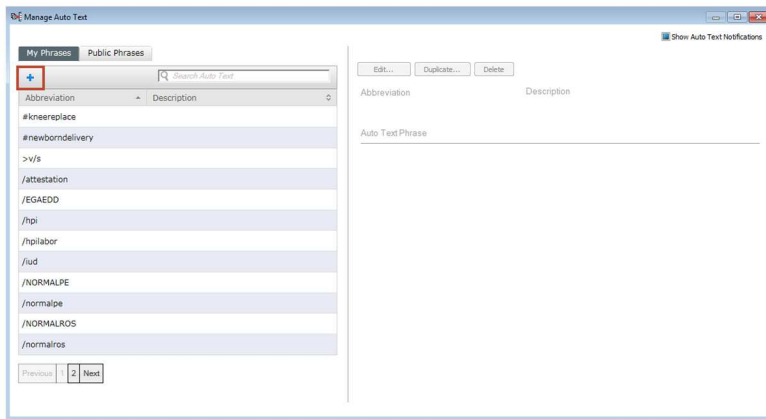 Manage Auto Text
Show Auto Text Notifications
My Phrases Public Phrases
+ Search Auto Text
Abbreviation Description
#kneereplace
#newborndelivery
>v/s
/attestation
/EGAEDD
/hpi
/hpilabor
/iud
/NORMALPE
/normalpe
/NORMALROS
/normalros
Previous 1 2 Next
Edit... Duplicate... Delete
Abbreviation Description
Auto Text Phrase